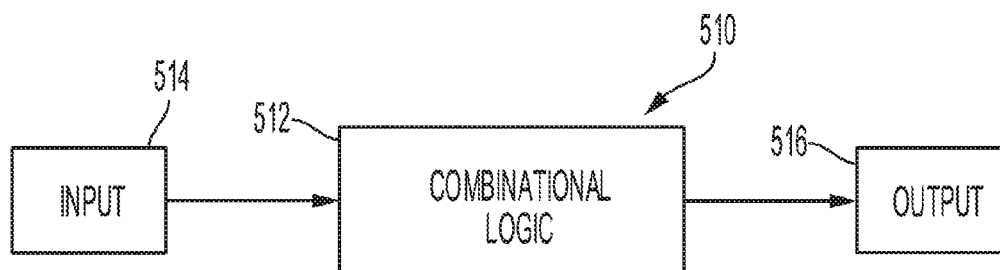 510
514
512
516
INPUT
COMBINATIONAL
LOGIC
OUTPUT